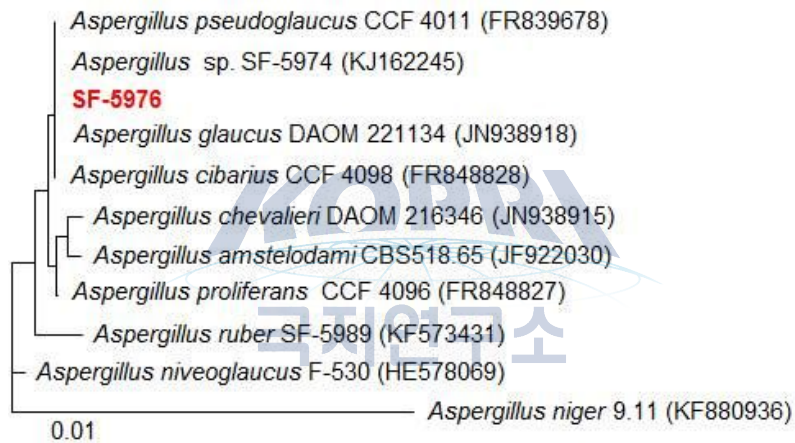 Aspergillus pseudoglaucus CCF 4011 (FR839678)
Aspergillus sp. SF-5974 (KJ162245)
SF-5976
Aspergillus glaucus DAOM 221134 (JN938918)
Aspergillus cibarius CCF 4098 (FR848828)
KOPRI
Aspergillus chevalieri DAOM 216346 (JN938915)
Aspergillus amstelodami CBS518.65 (JF922030)
Aspergillus proliferans CCF 4096 (FR848827)
Aspergillus ruber SF-5989 (KF573431)
극지연구소
Aspergillus niveoglaucus F-530 (HE578069)
Aspergillus niger 9.11 (KF880936)
0.01